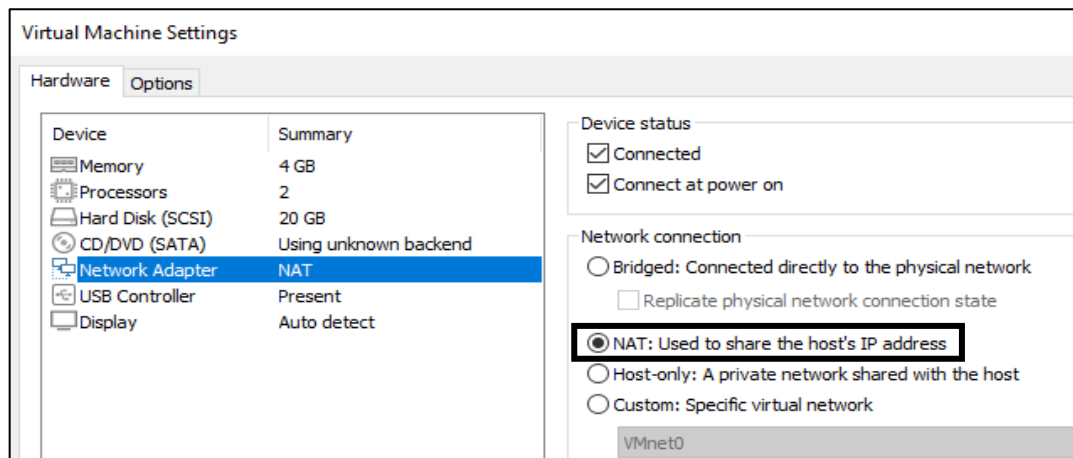 Virtual Machine Settings
Hardware Options
Device Summary
Memory 4 GB
Processors 2
Hard Disk (SCSI) 20 GB
CD/DVD (SATA) Using unknown backend
Network Adapter NAT
USB Controller Present
Display Auto detect
Device status
Connected
Connect at power on
Network connection
Bridged: Connected directly to the physical network
Replicate physical network connection state
NAT: Used to share the host's IP address
Host-only: A private network shared with the host
Custom: Specific virtual network
VMnet0